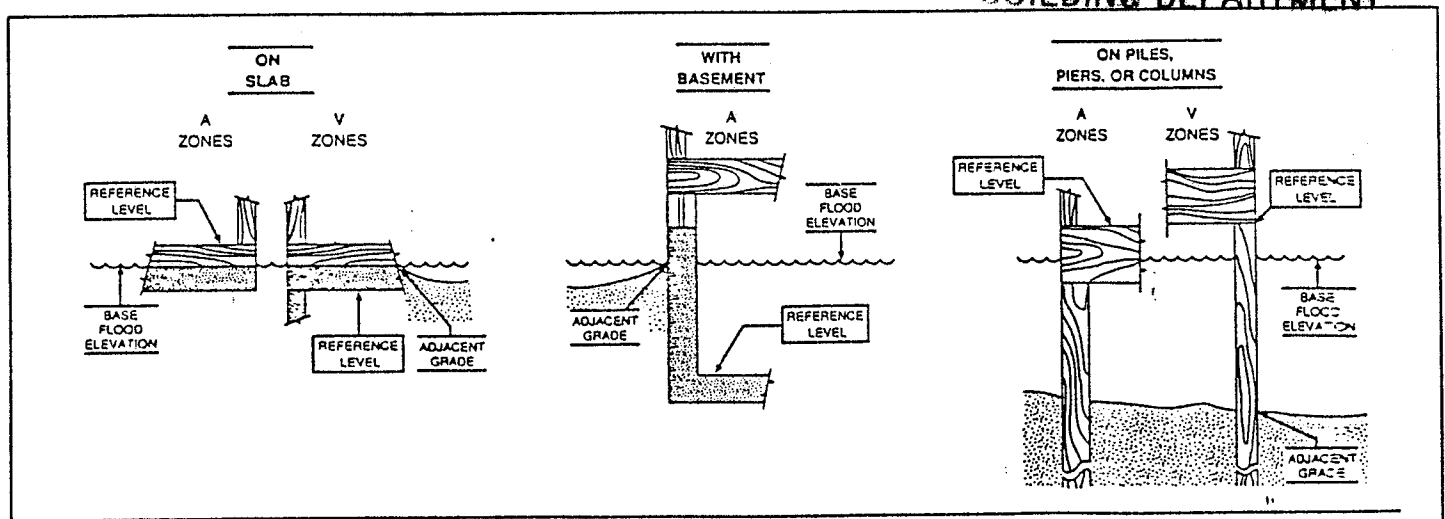 BUILDING DEPARTMENT
ON
SLAB
A
ZONES
V
ZONES
REFERENCE
LEVEL
BASE
FLOOD
ELEVATION
REFERENCE
LEVEL
ADJACENT
GRADE
WITH
BASEMENT
A
ZONES
BASE
FLOOD
ELEVATION
ADJACENT
GRADE
REFERENCE
LEVEL
ON PILES,
PIERS, OR COLUMNS
A
ZONES
V
ZONES
REFERENCE
LEVEL
REFERENCE
LEVEL
BASE
FLOOD
ELEVATION
ADJACENT
GRADE